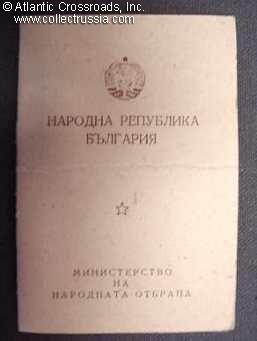 © Atlantic Crossroads, Inc.
www.collectrussia.com
НАРОДНА РЕПУБЛИКА
БЪЛГАРИЯ
МИНИСТЕРСТВО
НА
НАРОДНАТА ОТБРАНА